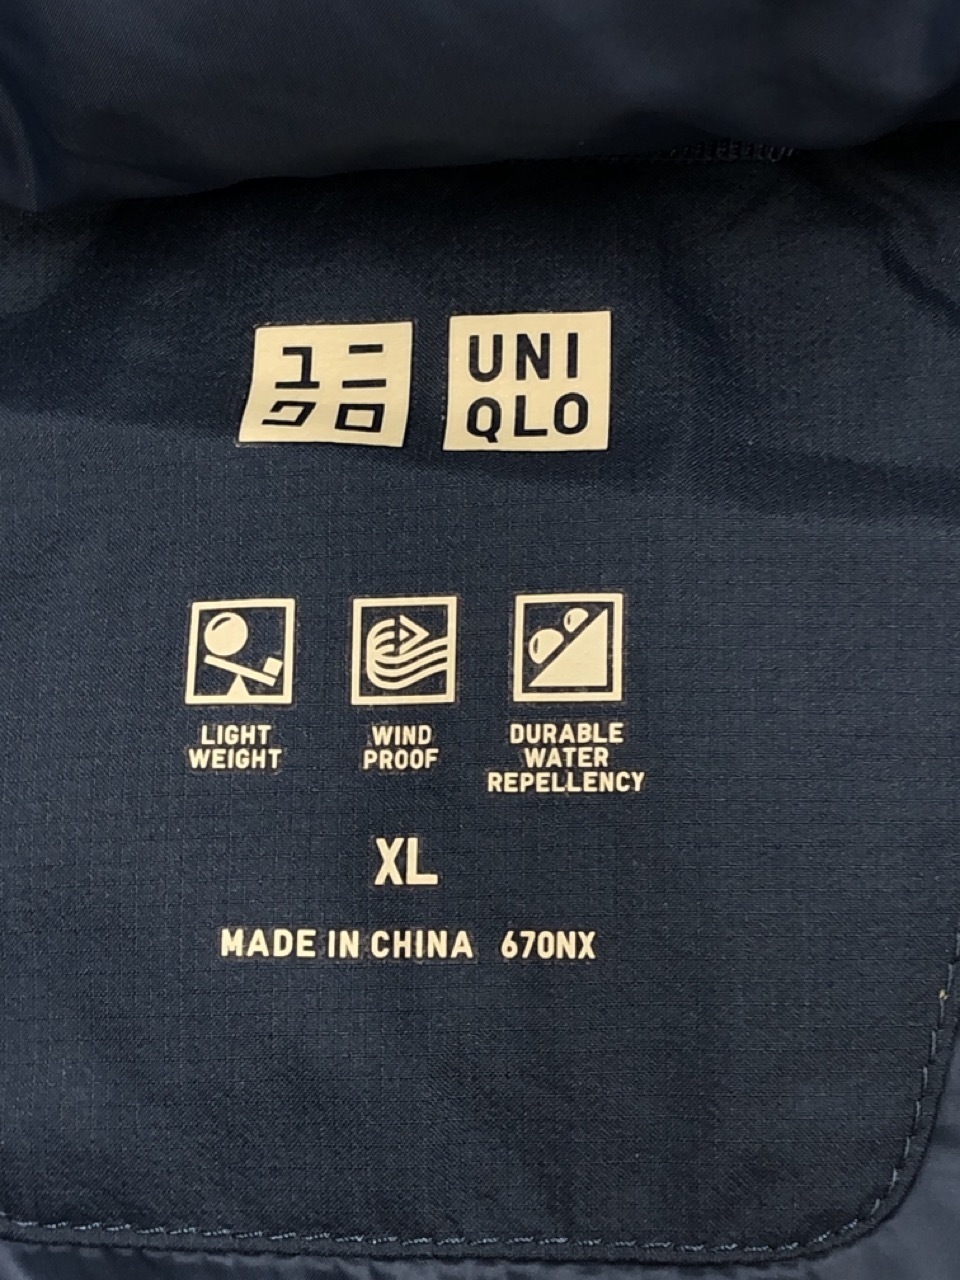 ユニ
クロ
UNI
QLO
LIGHT
WEIGHT
WIND
PROOF
DURABLE
WATER
REPELLENCY
XL
MADE IN CHINA 670NX